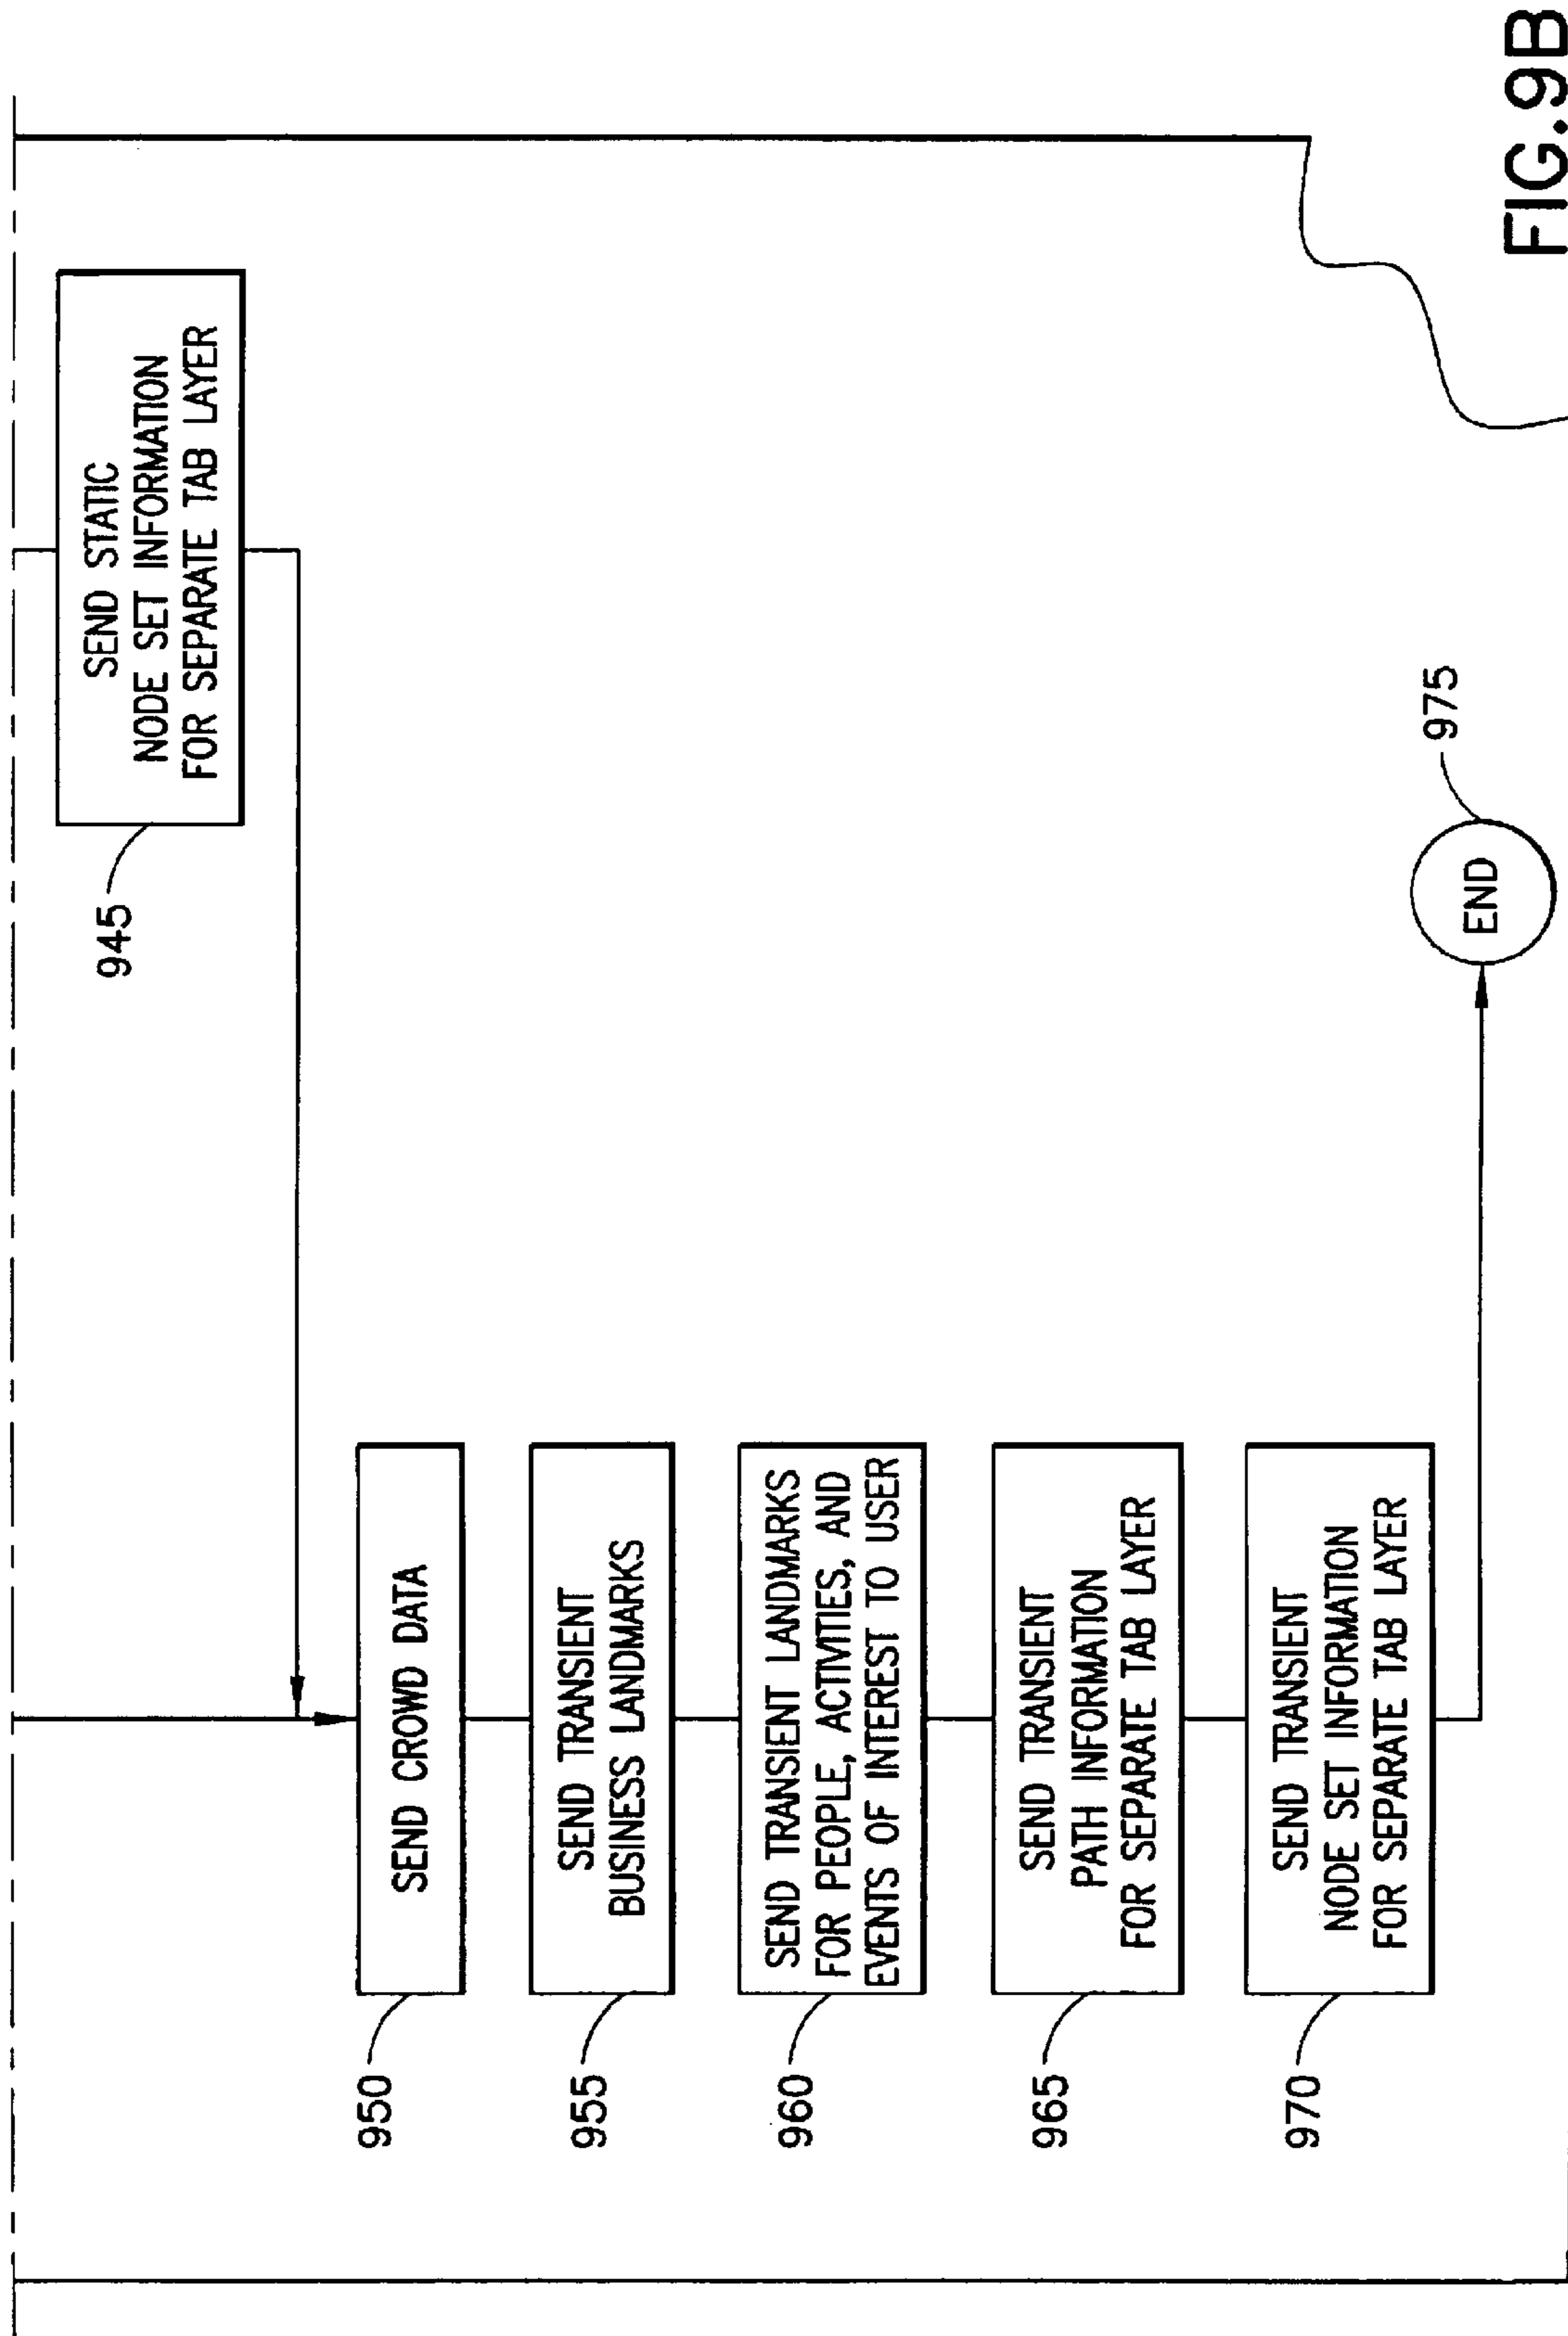 SEND STATIC
NODE SET INFORMATION
FOR SEPARATE TAB LAYER
945
SEND CROWD DATA
950
SEND TRANSIENT
BUSINESS LANDMARKS
955
SEND TRANSIENT LANDMARKS
FOR PEOPLE, ACTIVITIES, AND
EVENTS OF INTEREST TO USER
960
SEND TRANSIENT
PATH INFORMATION
FOR SEPARATE TAB LAYER
965
SEND TRANSIENT
NODE SET INFORMATION
FOR SEPARATE TAB LAYER
970
END
975
FIG.9B